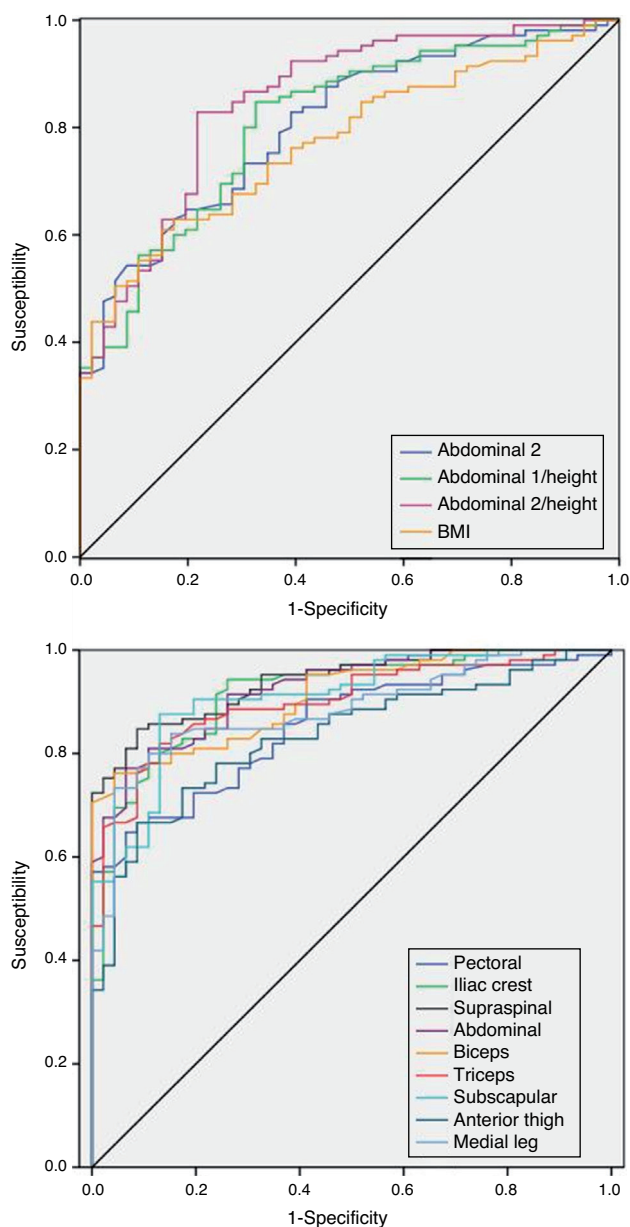 1.0
0.8
0.6
0.4
0.2
0.0
Susceptibility
Abdominal 2
Abdominal 1/height
Abdominal 2/height
BMI
0.0 0.2 0.4 0.6 0.8 1.0
1-Specificity
1.0
0.8
0.6
0.4
0.2
0.0
Susceptibility
Pectoral
Iliac crest
Supraspinal
Abdominal
Biceps
Triceps
Subscapular
Anterior thigh
Medial leg
0.0 0.2 0.4 0.6 0.8 1.0
1-Specificity